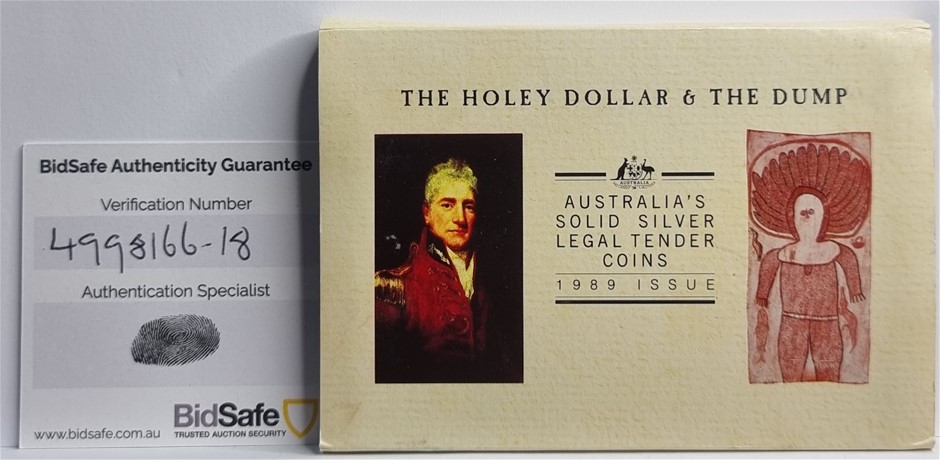 BidSafe Authenticity Guarantee
Verification Number
4998166-18
Authentication Specialist
BidSafe
TRUSTED AUCTION SECURITY
www.bidsafe.com.au
THE HOLEY DOLLAR & THE DUMP
AUSTRALIA
AUSTRALIA'S
SOLID SILVER
LEGAL TENDER
COINS
1989 ISSUE